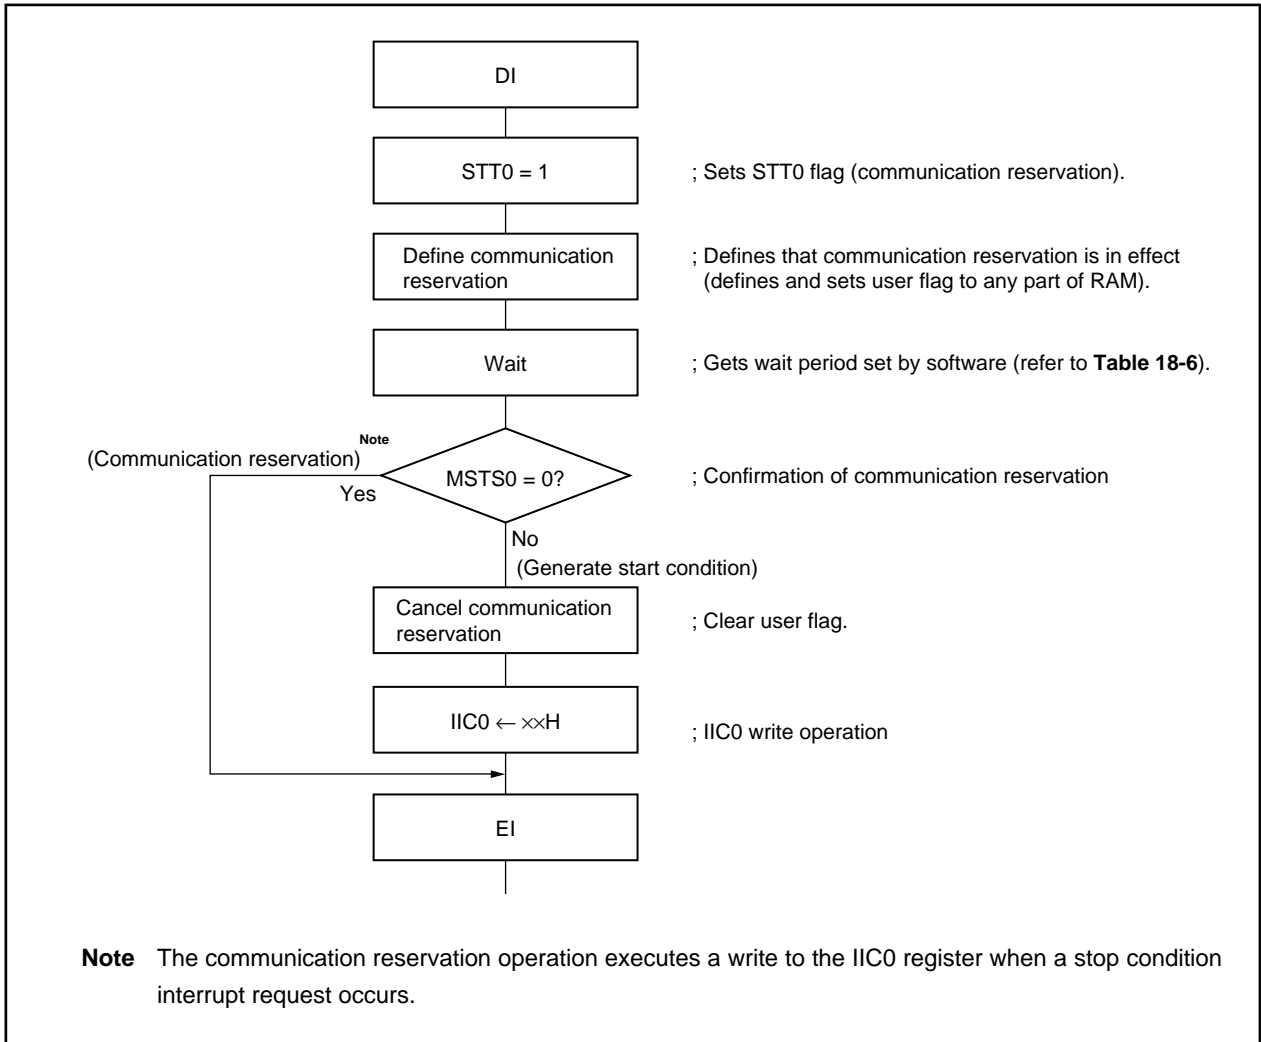 DI
STT0 = 1
; Sets STT0 flag (communication reservation).
Define communication
reservation
; Defines that communication reservation is in effect
(defines and sets user flag to any part of RAM).
Wait
; Gets wait period set by software (refer to Table 18-6).
(Communication reservation) Note
MSTS0 = 0?
; Confirmation of communication reservation
Yes
No
(Generate start condition)
Cancel communication
reservation
; Clear user flag.
IIC0 ← ××H
; IIC0 write operation
EI
Note The communication reservation operation executes a write to the IIC0 register when a stop condition
interrupt request occurs.